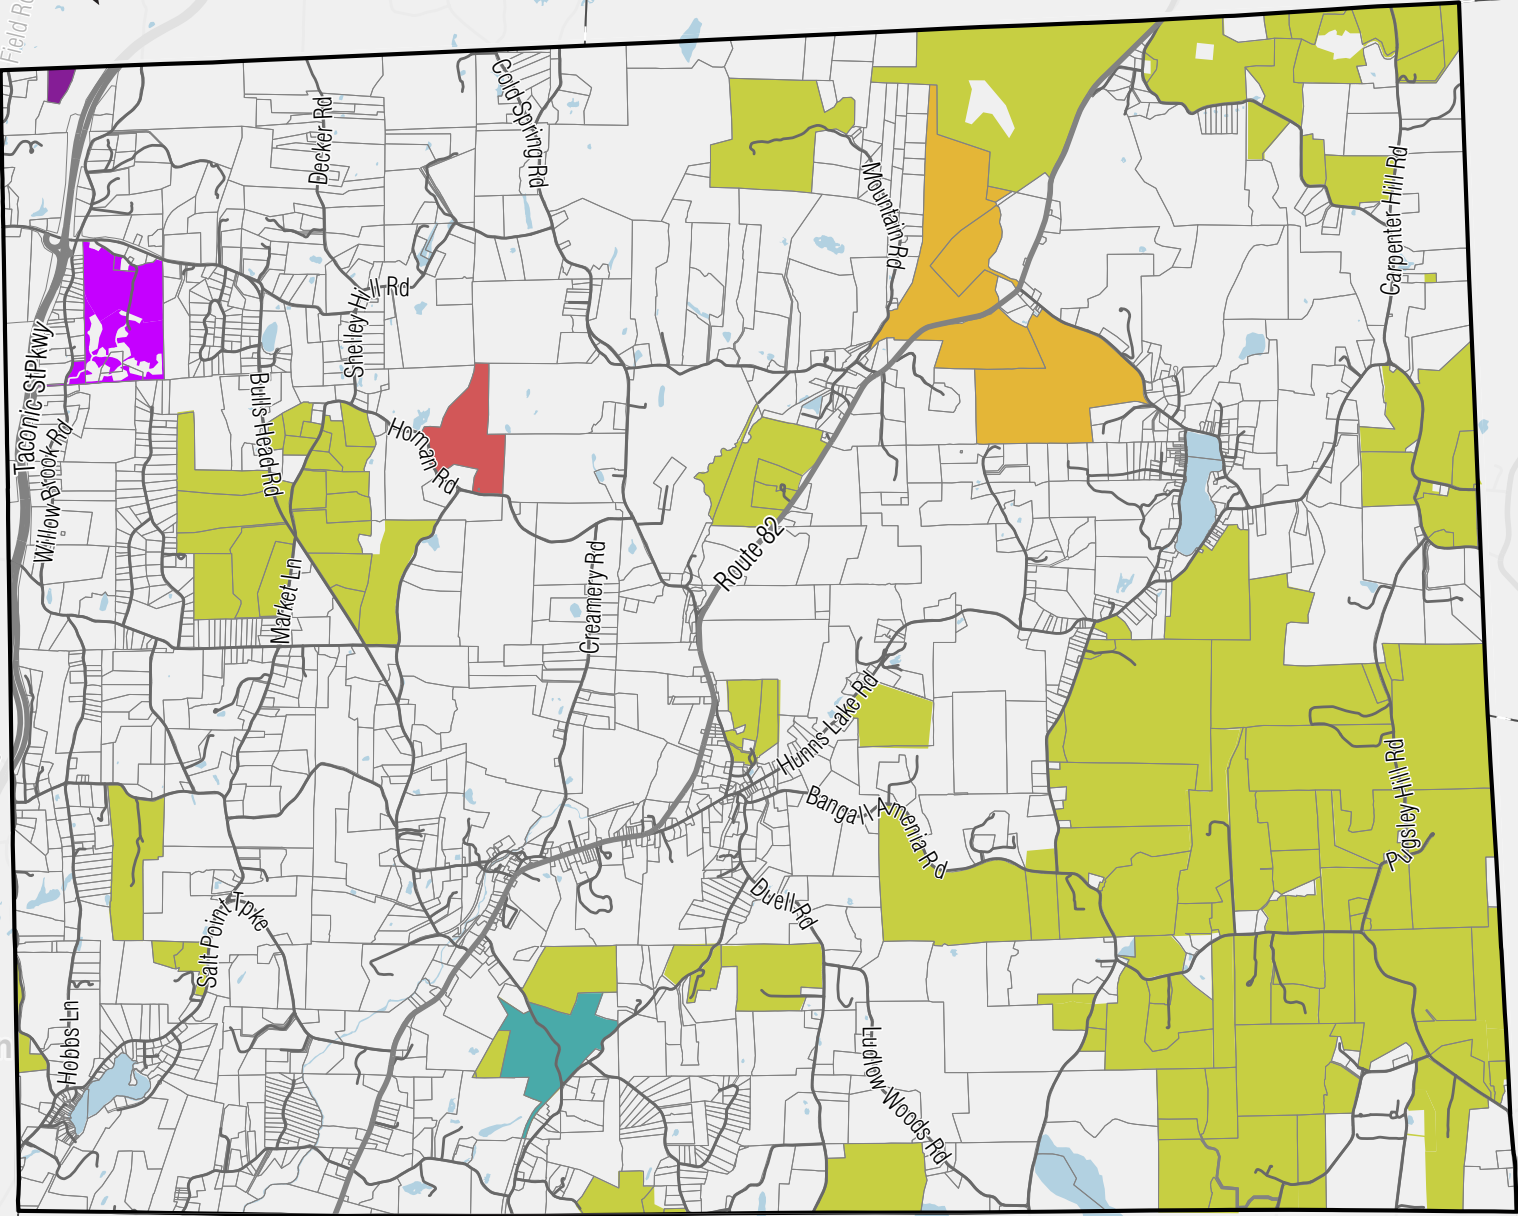 Field Rd
Cold Spring Rd
Decker Rd
Mountain Rd
Carpenter Hill Rd
Shelley Hill Rd
Taconic St Pkwy
Bulls Head Rd
Homan Rd
Willow Brook Rd
Route 82
Creamery Rd
Market Ln
Hunns Lake Rd
Bangall Amenia Rd
Pugsley Hill Rd
Duell Rd
Salt Point Tpke
Hobbs Ln
Ludlow Woods Rd